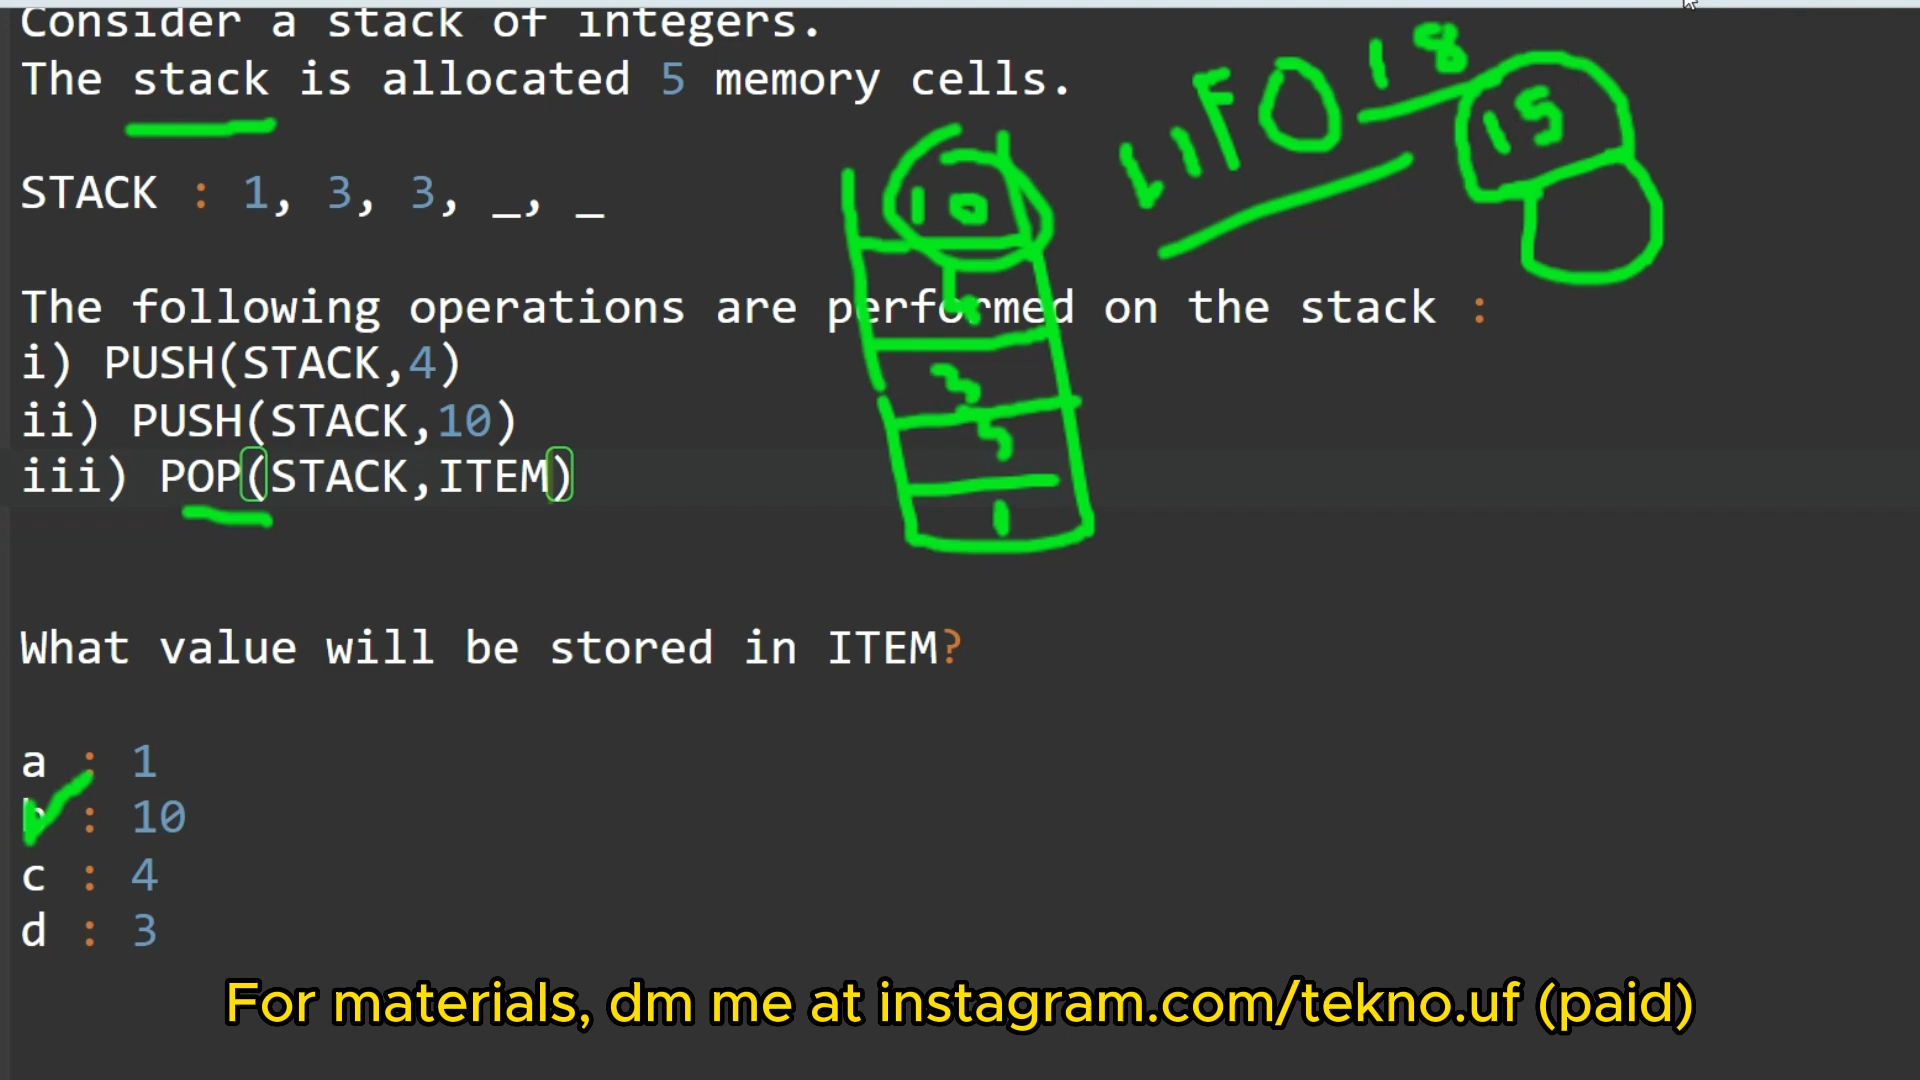 Consider a stack of integers.
The stack is allocated 5 memory cells.
LIFO 18
15
STACK : 1, 3, 3, _, _
10
The following operations are performed on the stack :
i) PUSH(STACK,4)
3
ii) PUSH(STACK,10)
3
iii) POP(STACK,ITEM)
1
What value will be stored in ITEM?
a : 1
b : 10
c : 4
d : 3
For materials, dm me at instagram.com/tekno.uf (paid)